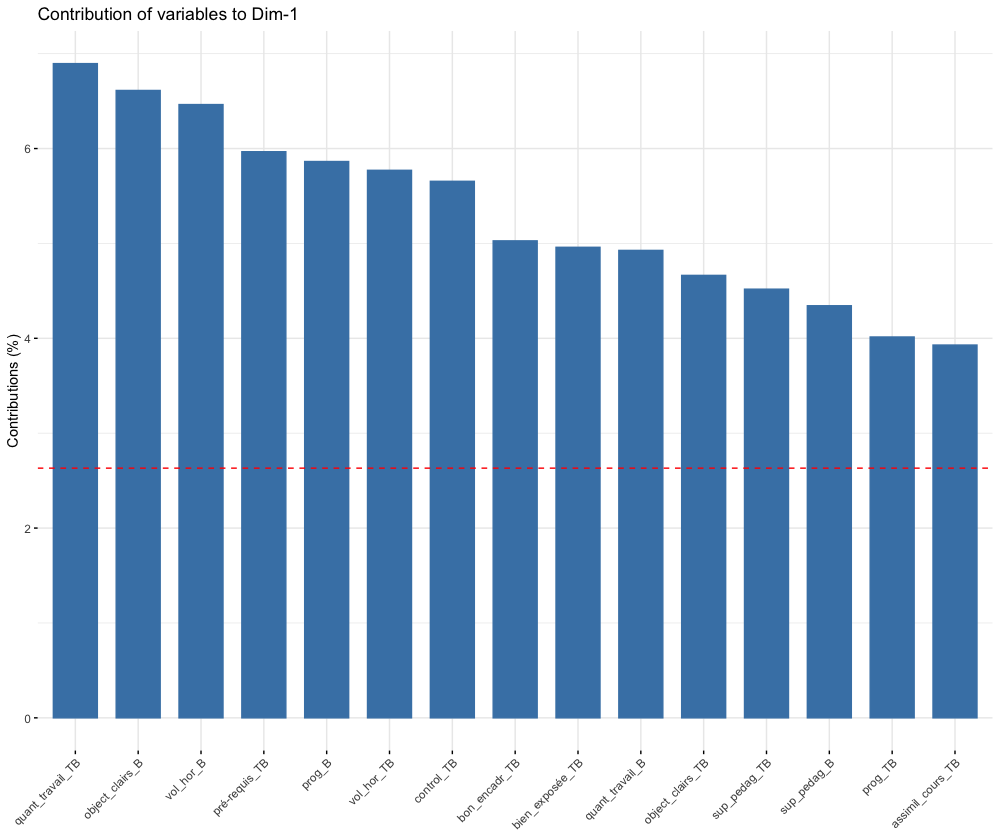 Contribution of variables to Dim-1
Contributions (%)
6
4
2
0
quant_travail_TB
object_clairs_B
vol_hor_B
pré-requis_TB
prog_B
vol_hor_TB
control_TB
bon_encadr_TB
bien_exposée_TB
quant_travail_B
object_clairs_TB
sup_pedag_TB
sup_pedag_B
prog_TB
assimil_cours_TB